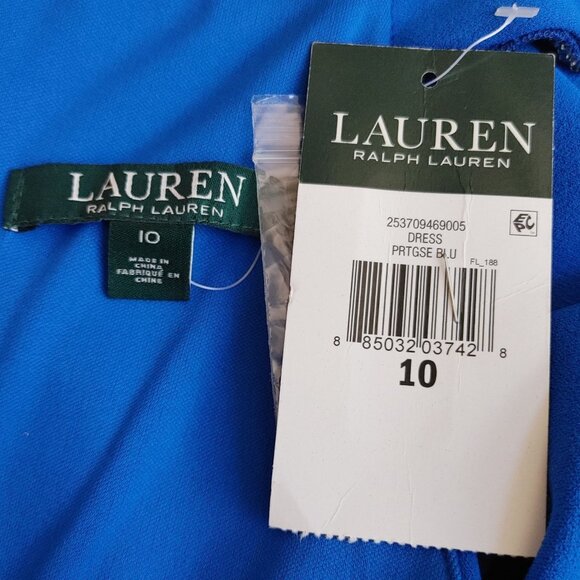 LAUREN
RALPH LAUREN
10
MADE IN
CHINA
FABRIQUÉ EN
CHINE
LAUREN
RALPH LAUREN
253709469005
DRESS
PRTGSE BLU
FL_188
8 85032 03742 8
10